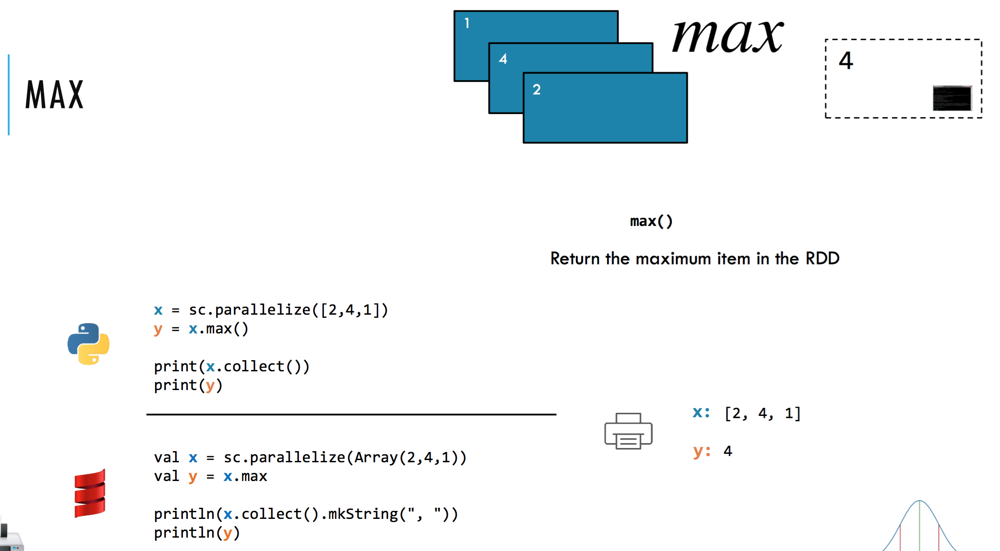 MAX
1
4
2
max
4
max()
Return the maximum item in the RDD
x = sc.parallelize([2,4,1])
y = x.max()
print(x.collect())
print(y)
x: [2, 4, 1]
y: 4
val x = sc.parallelize(Array(2,4,1))
val y = x.max
println(x.collect().mkString(", "))
println(y)